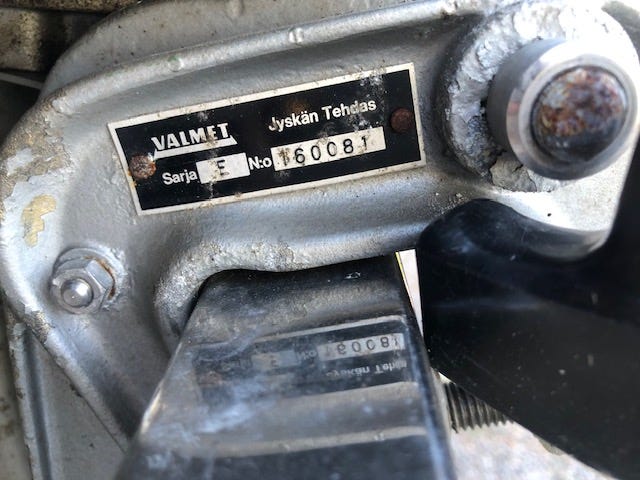 VALMET Jyskän Tehdas
Sarja E N:o 160081